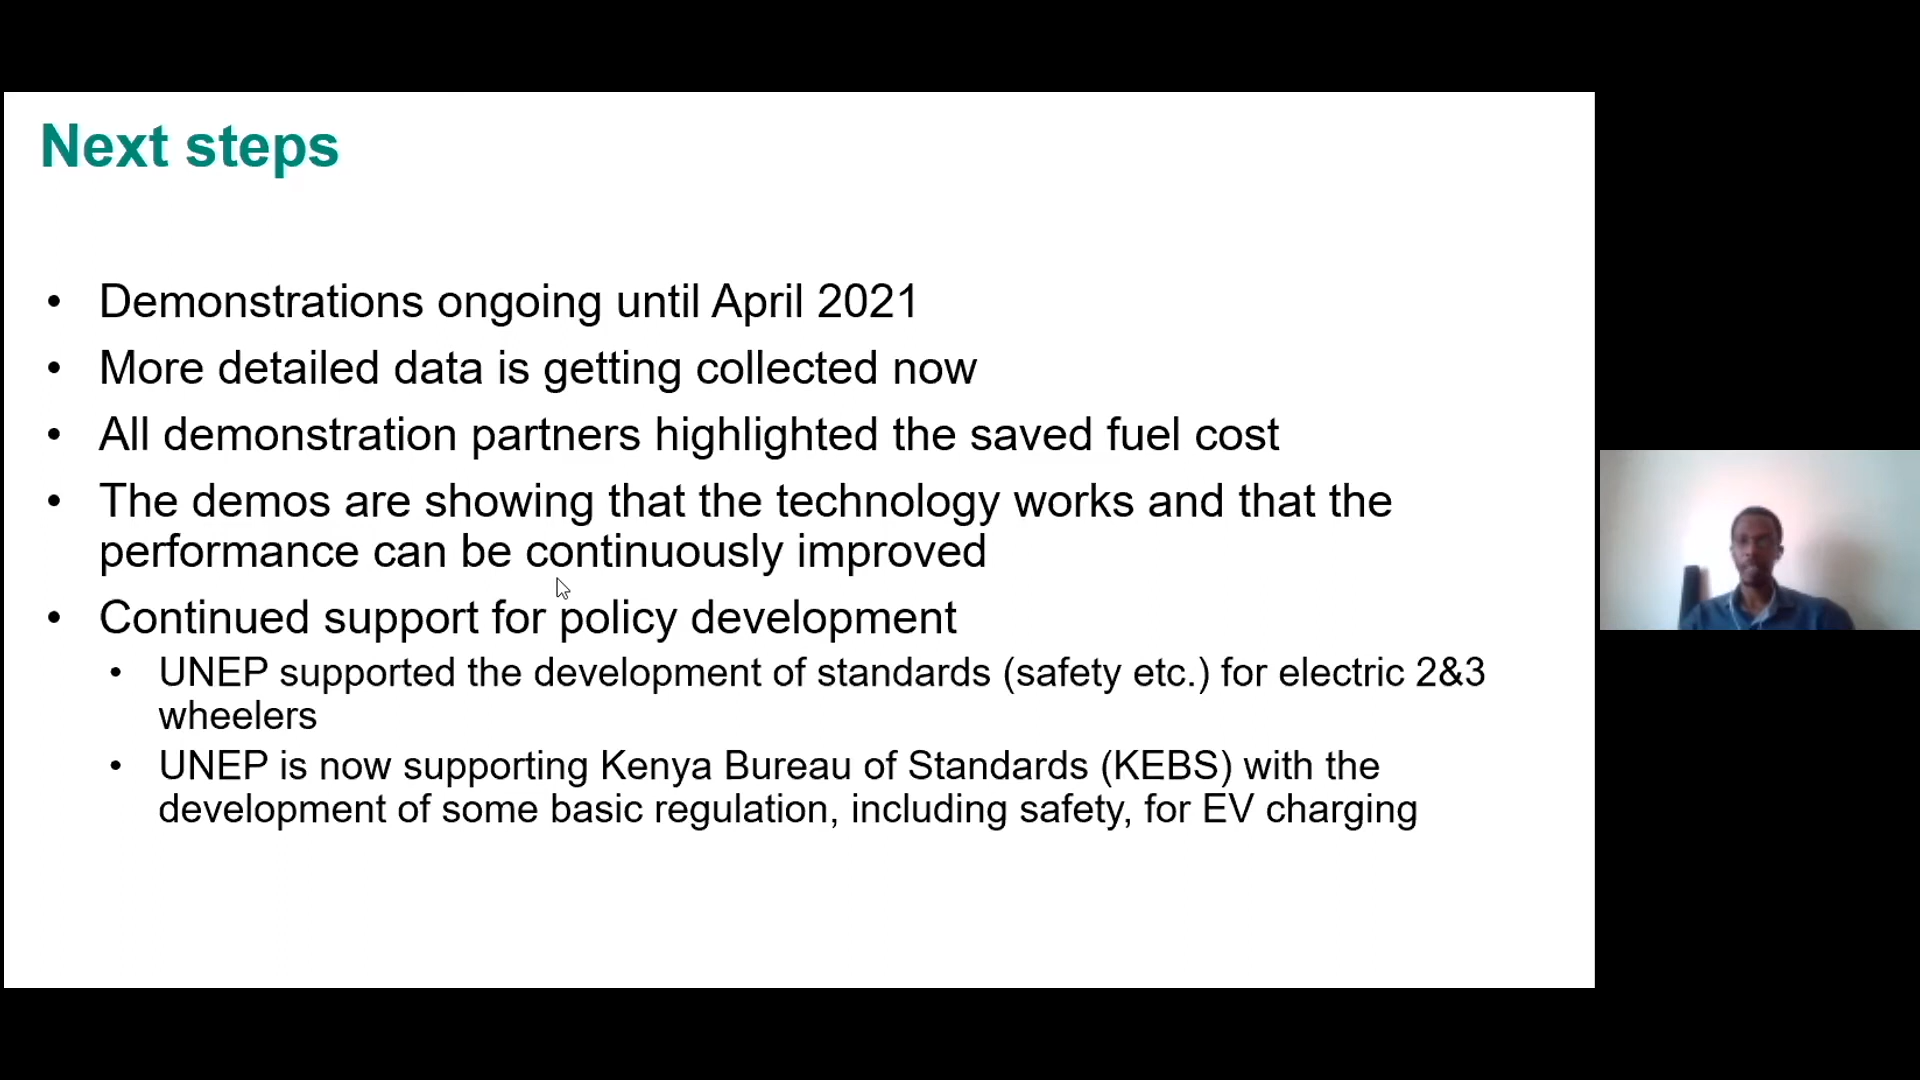 Next steps
• Demonstrations ongoing until April 2021
• More detailed data is getting collected now
• All demonstration partners highlighted the saved fuel cost
• The demos are showing that the technology works and that the
performance can be continuously improved
• Continued support for policy development
• UNEP supported the development of standards (safety etc.) for electric 2&3
wheelers
• UNEP is now supporting Kenya Bureau of Standards (KEBS) with the
development of some basic regulation, including safety, for EV charging